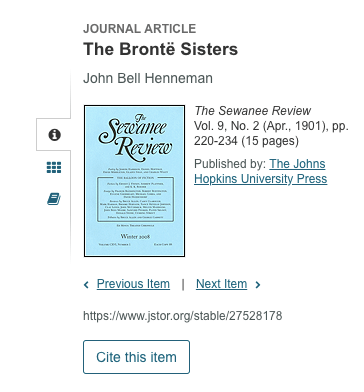 JOURNAL ARTICLE
The Brontë Sisters
John Bell Henneman
The Sewanee Review
Vol. 9, No. 2 (Apr., 1901), pp.
220-234 (15 pages)
Published by: The Johns
Hopkins University Press
The
Sewanee
Review
Winter 2008
Previous Item | Next Item
https://www.jstor.org/stable/27528178
Cite this item